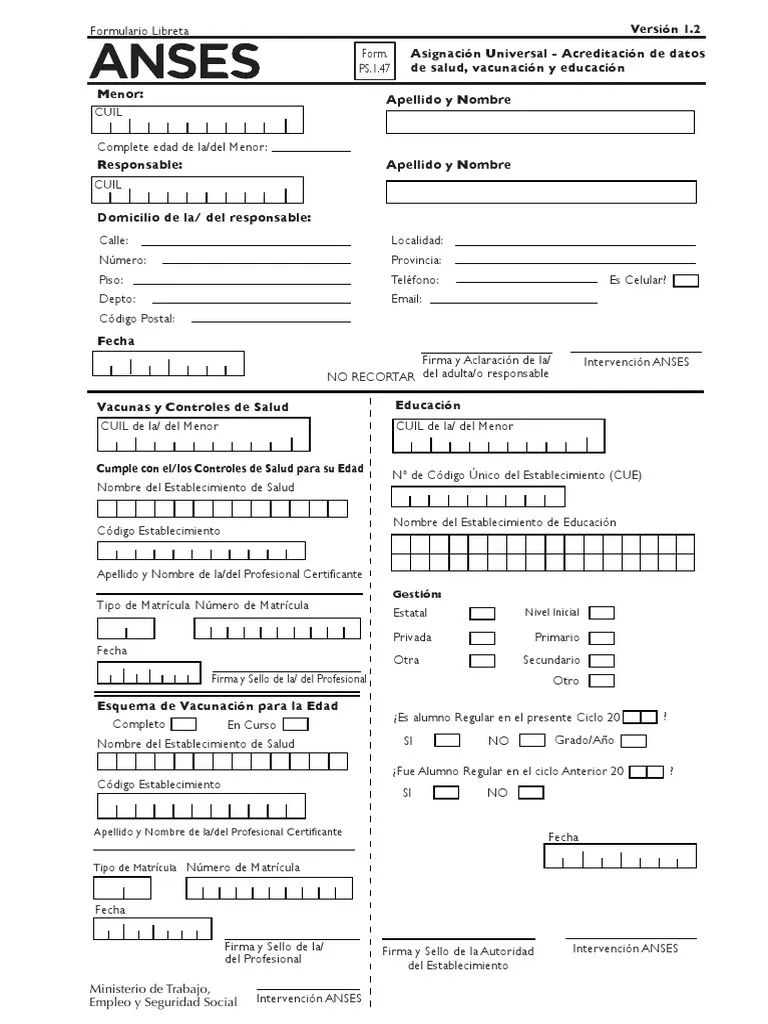 Formulario Libreta
Versión 1.2
ANSES
Form.
PS.1.47
Asignación Universal - Acreditación de datos
de salud, vacunación y educación
Menor:
Apellido y Nombre
CUIL
Complete edad de la/del Menor:
Responsable:
Apellido y Nombre
CUIL
Domicilio de la/ del responsable:
Calle:
Localidad:
Número:
Provincia:
Piso:
Teléfono:
Es Celular?
Depto:
Email:
Código Postal:
Fecha
NO RECORTAR
Firma y Aclaración de la/
del adulta/o responsable
Intervención ANSES
Vacunas y Controles de Salud
CUIL de la/ del Menor
Cumple con el/los Controles de Salud para su Edad
Nombre del Establecimiento de Salud
Código Establecimiento
Apellido y Nombre de la/del Profesional Certificante
Tipo de Matrícula Número de Matrícula
Fecha
Firma y Sello de la/ del Profesional
Esquema de Vacunación para la Edad
Completo
En Curso
Nombre del Establecimiento de Salud
Código Establecimiento
Apellido y Nombre de la/del Profesional Certificante
Tipo de Matrícula
Número de Matrícula
Fecha
Firma y Sello de la/
del Profesional
Ministerio de Trabajo,
Empleo y Seguridad Social
Intervención ANSES
Educación
CUIL de la/ del Menor
N° de Código Único del Establecimiento (CUE)
Nombre del Establecimiento de Educación
Gestión:
Estatal
Nivel Inicial
Privada
Primario
Otra
Secundario
Otro
¿Es alumno Regular en el presente Ciclo 20 ?
SI
NO
Grado/Año
¿Fue Alumno Regular en el ciclo Anterior 20 ?
SI
NO
Fecha
Firma y Sello de la Autoridad
del Establecimiento
Intervención ANSES